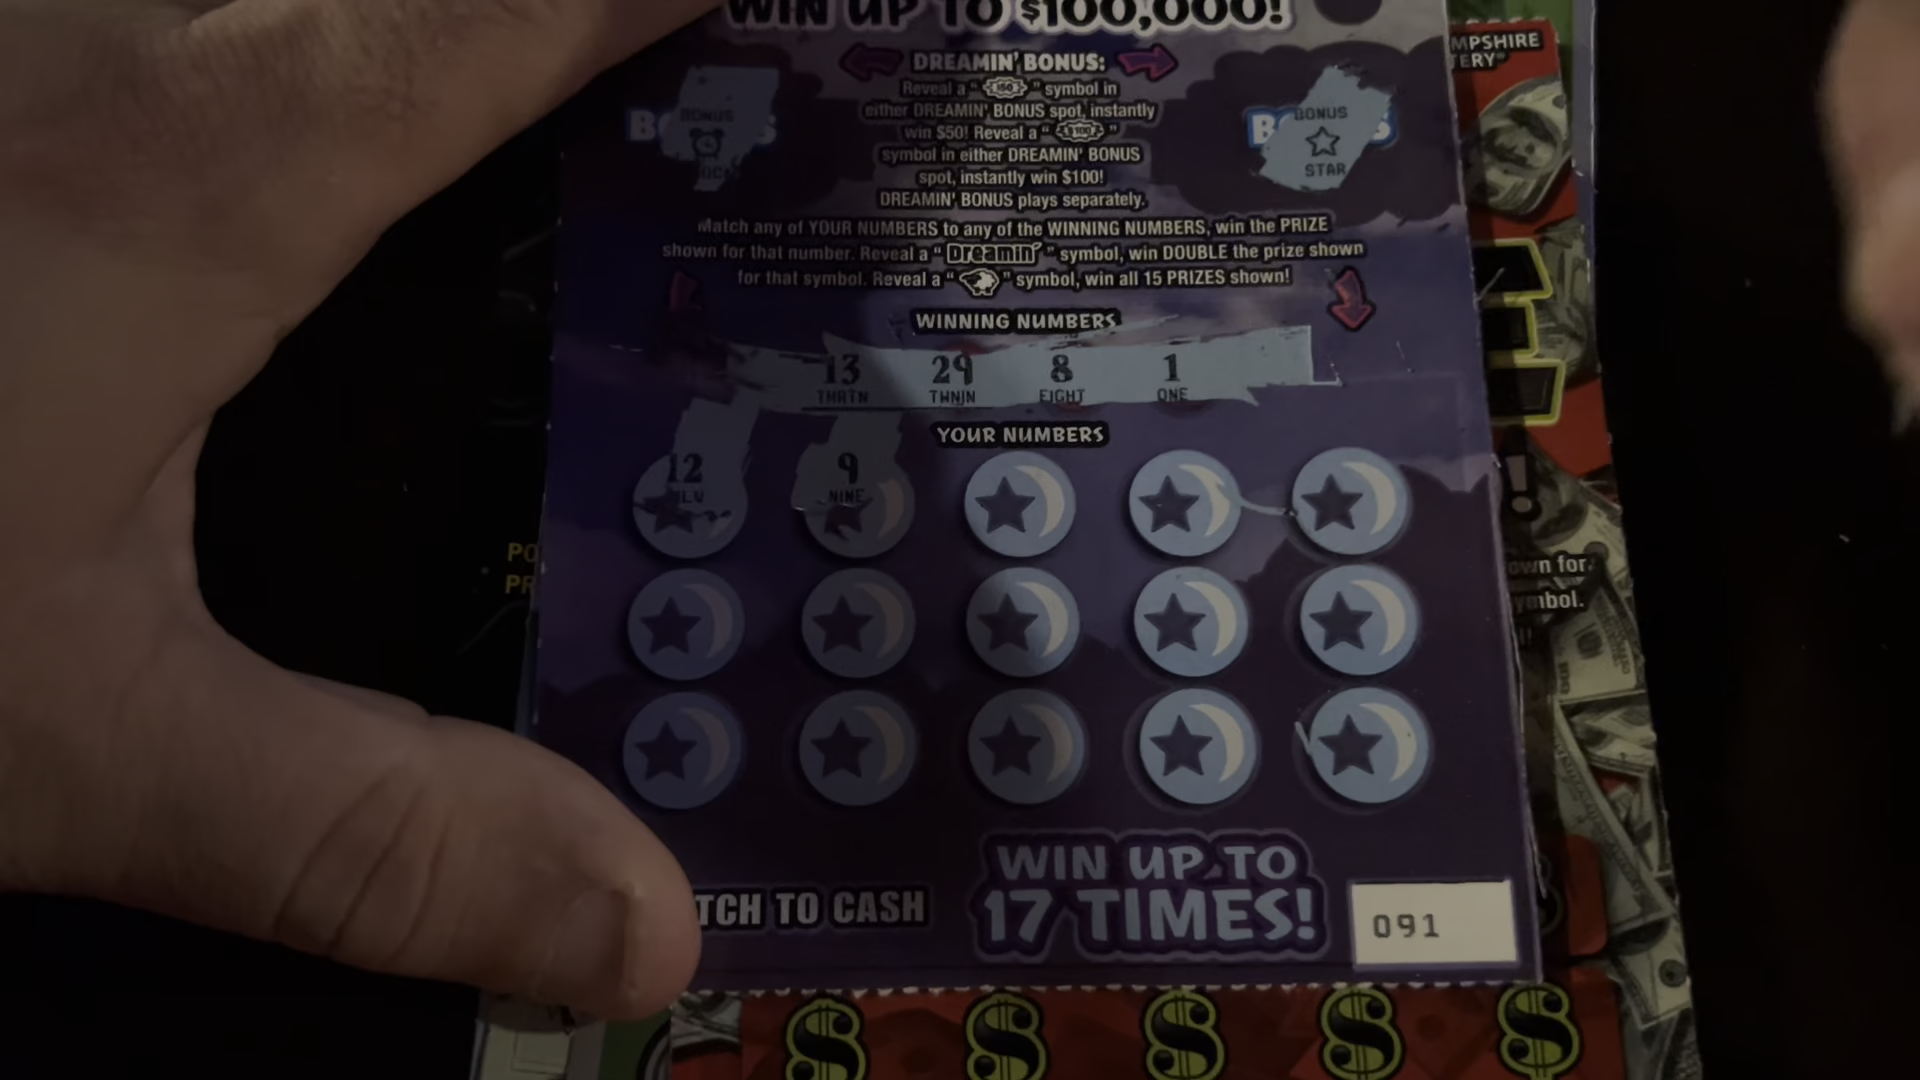 WIN UP TO $100,000!
MPSHIRE
TERY
DREAMIN' BONUS:
Reveal a " $50 " symbol in
either DREAMIN' BONUS spot, instantly
win $50! Reveal a " $100 "
symbol in either DREAMIN' BONUS
spot, instantly win $100!
DREAMIN' BONUS plays separately.
BONUS
BONUS
STAR
Match any of YOUR NUMBERS to any of the WINNING NUMBERS, win the PRIZE
shown for that number. Reveal a " Dreamin' " symbol, win DOUBLE the prize shown
for that symbol. Reveal a " " symbol, win all 15 PRIZES shown!
WINNING NUMBERS
13 29 8 1
THRTN TWNIN EIGHT ONE
YOUR NUMBERS
12 9
NINE
PO
PR
own for
ymbol.
WIN UP TO
17 TIMES!
TCH TO CASH
091